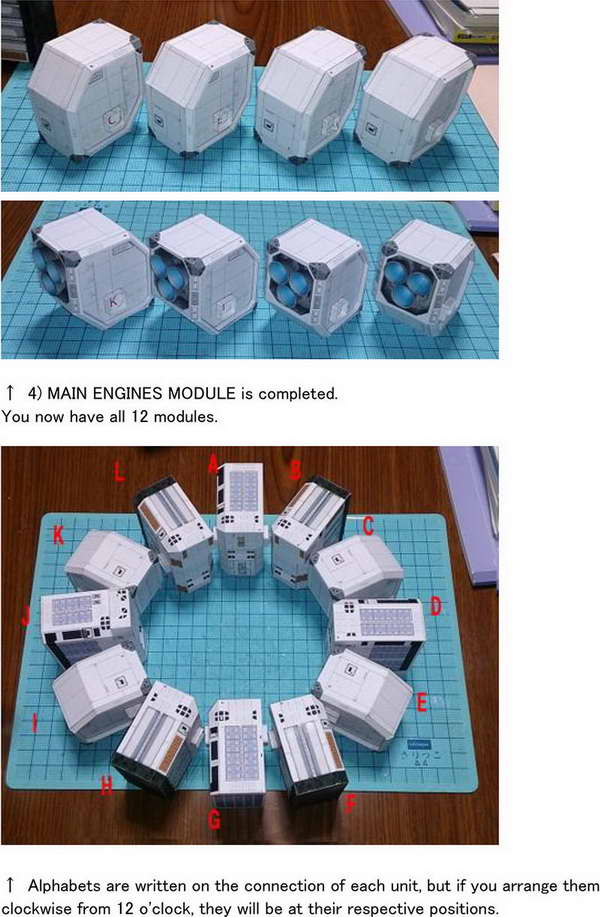 K
↑ 4) MAIN ENGINES MODULE is completed.
You now have all 12 modules.
A
L
B
K
C
J
D
I
E
H
F
G
↑ Alphabets are written on the connection of each unit, but if you arrange them
clockwise from 12 o'clock, they will be at their respective positions.